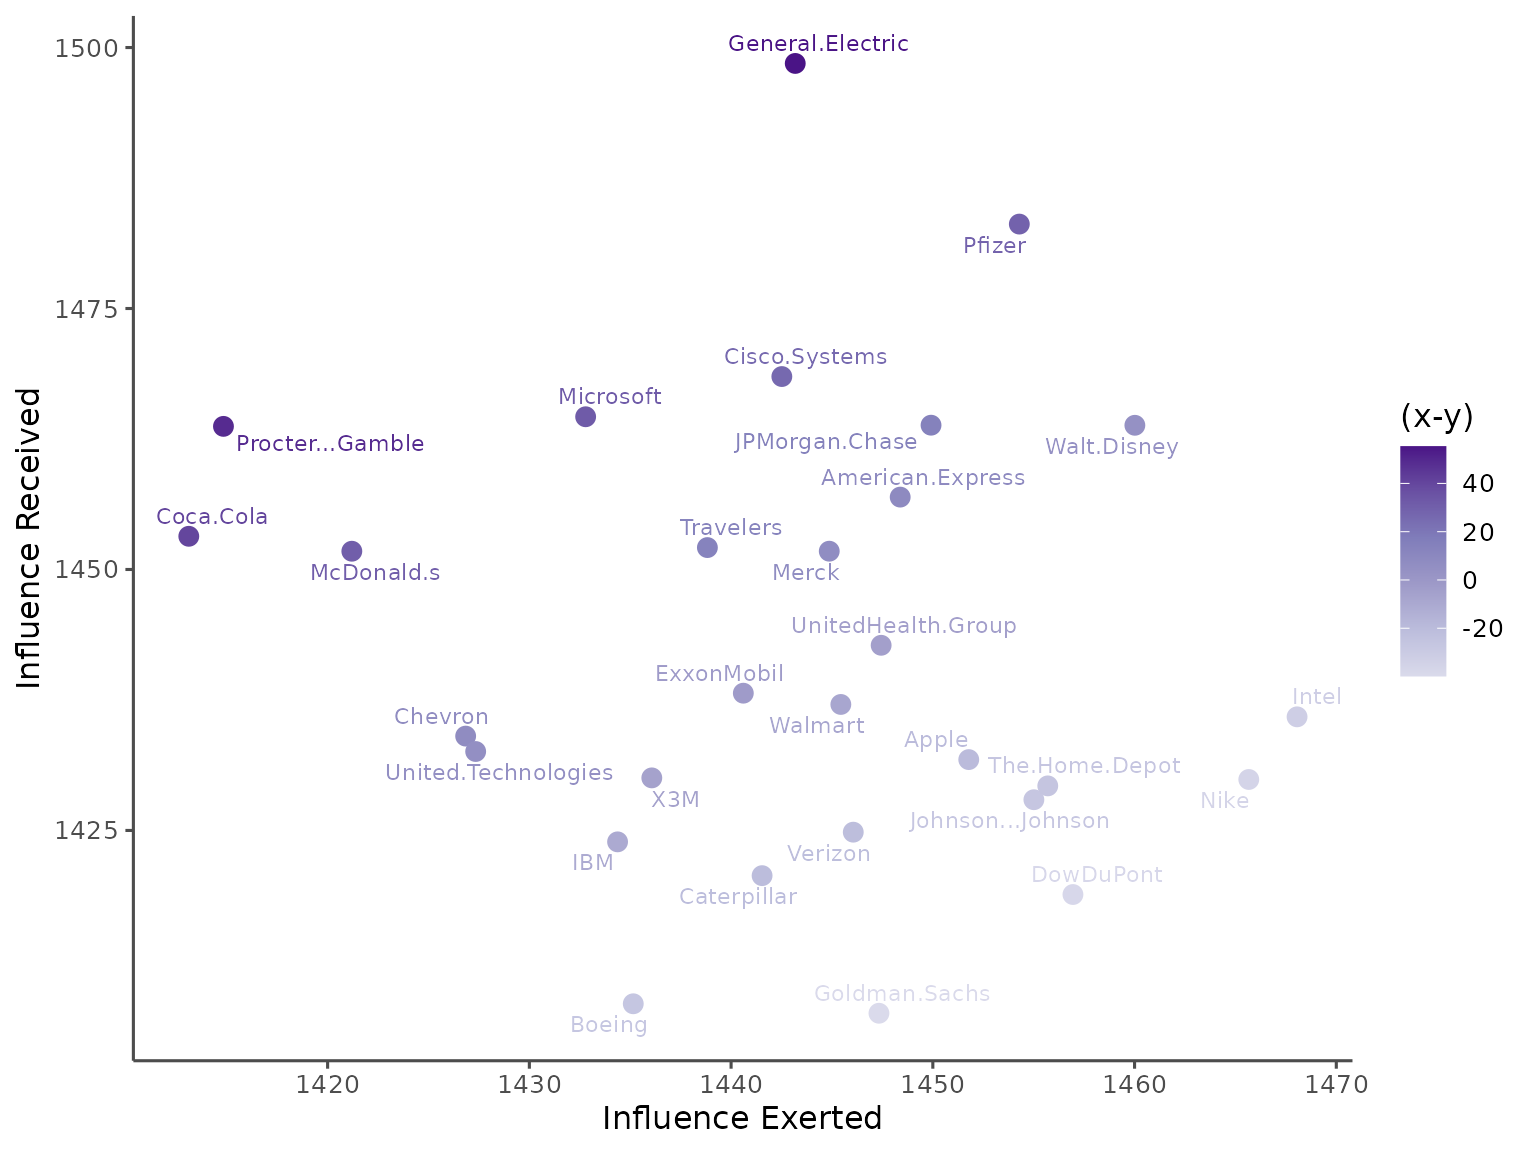 1500
General.Electric
Pfizer
1475
Cisco.Systems
Microsoft
Procter...Gamble
JPMorgan.Chase
Walt.Disney
American.Express
Coca.Cola
Travelers
McDonald.s
Merck
1450
UnitedHealth.Group
ExxonMobil
Walmart
Intel
Chevron
Apple
United.Technologies
The.Home.Depot
X3M
Nike
Johnson...Johnson
1425
IBM
Verizon
Caterpillar
DowDuPont
Goldman.Sachs
Boeing
1420 1430 1440 1450 1460 1470
Influence Exerted
Influence Received
(x-y)
40
20
0
-20